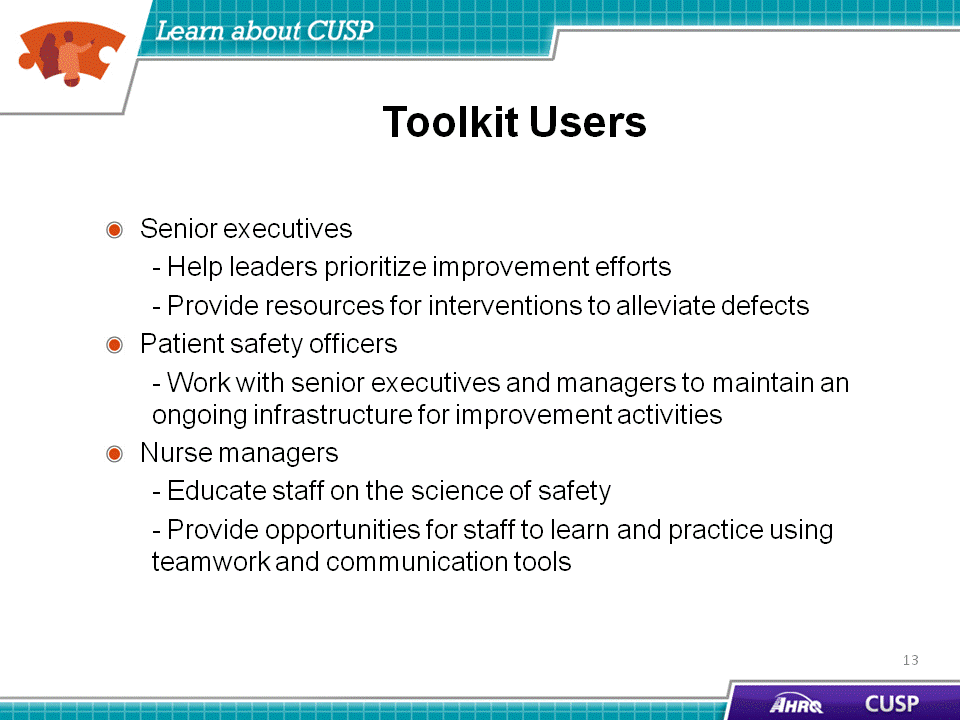 Learn about CUSP
Toolkit Users
Senior executives
- Help leaders prioritize improvement efforts
- Provide resources for interventions to alleviate defects
Patient safety officers
- Work with senior executives and managers to maintain an
ongoing infrastructure for improvement activities
Nurse managers
- Educate staff on the science of safety
- Provide opportunities for staff to learn and practice using
teamwork and communication tools
13
AHRQ
CUSP